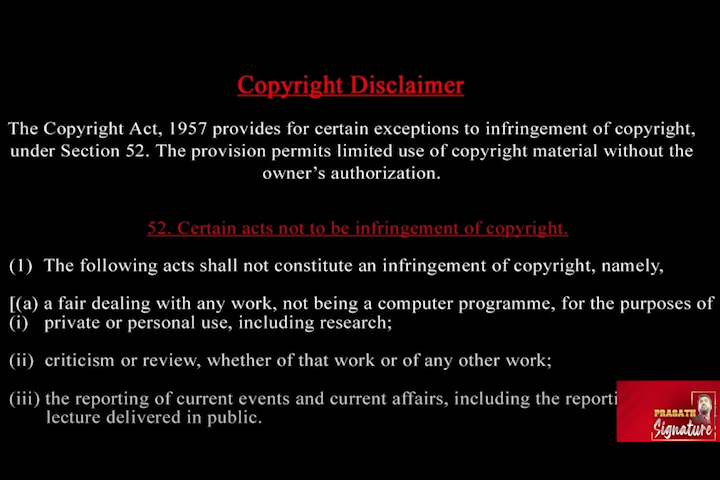 Copyright Disclaimer
The Copyright Act, 1957 provides for certain exceptions to infringement of copyright,
under Section 52. The provision permits limited use of copyright material without the
owner’s authorization.
52. Certain acts not to be infringement of copyright.
(1) The following acts shall not constitute an infringement of copyright, namely,
[(a) a fair dealing with any work, not being a computer programme, for the purposes of
(i) private or personal use, including research;
(ii) criticism or review, whether of that work or of any other work;
(iii) the reporting of current events and current affairs, including the
lecture delivered in public.
PRASATH
Signature